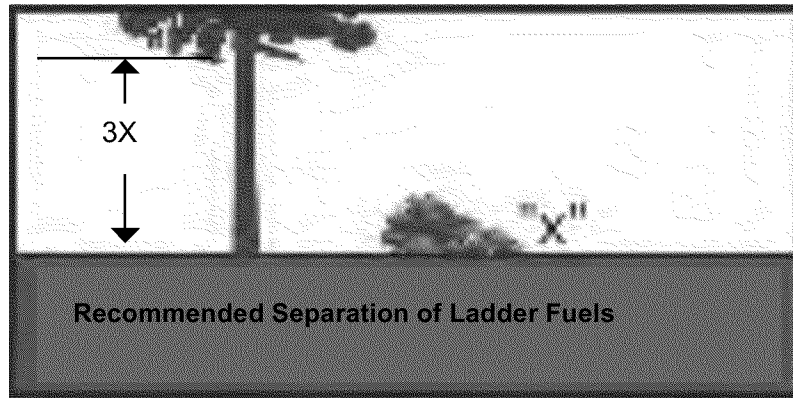 3X
"X"
Recommended Separation of Ladder Fuels